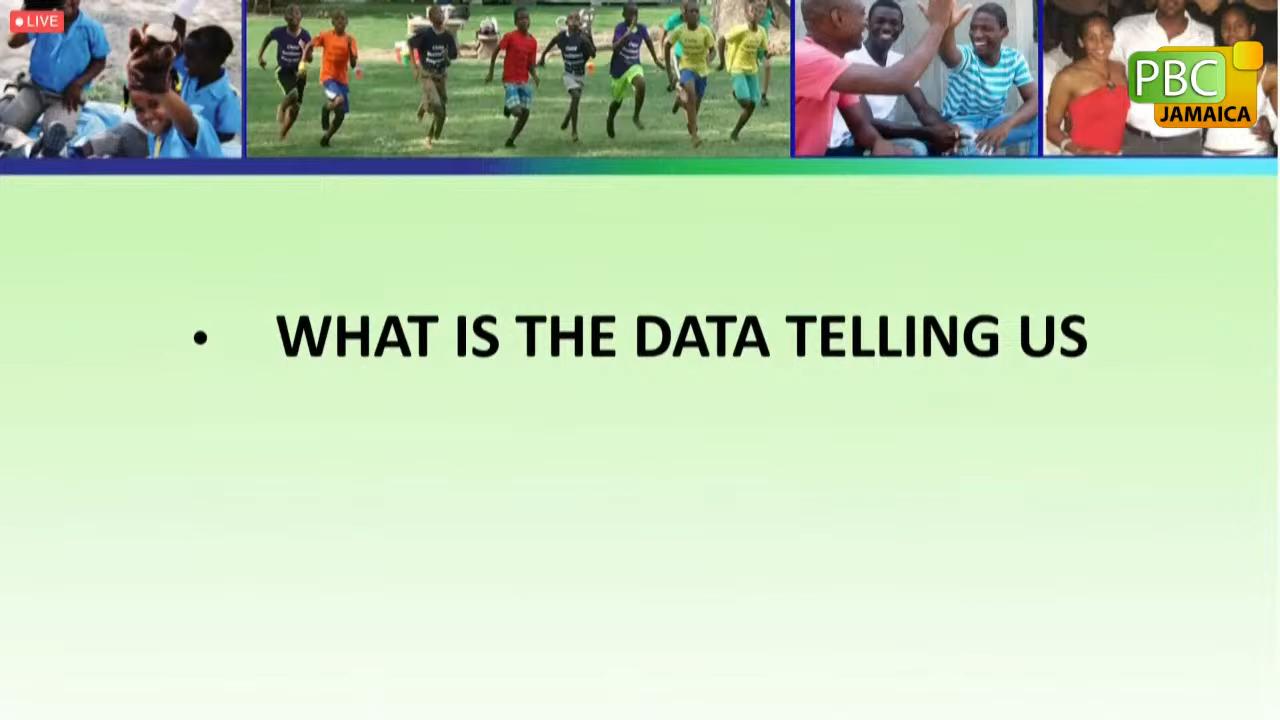 LIVE
PBC
JAMAICA
• WHAT IS THE DATA TELLING US